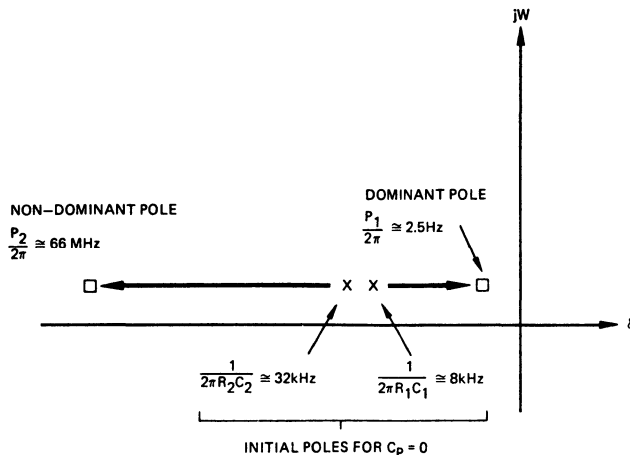 jW
DOMINANT POLE
P1/2π ≅ 2.5Hz
NON–DOMINANT POLE
P2/2π ≅ 66 MHz
x x
1/2πR2C2 ≅ 32kHz
1/2πR1C1 ≅ 8kHz
INITIAL POLES FOR Cp = 0